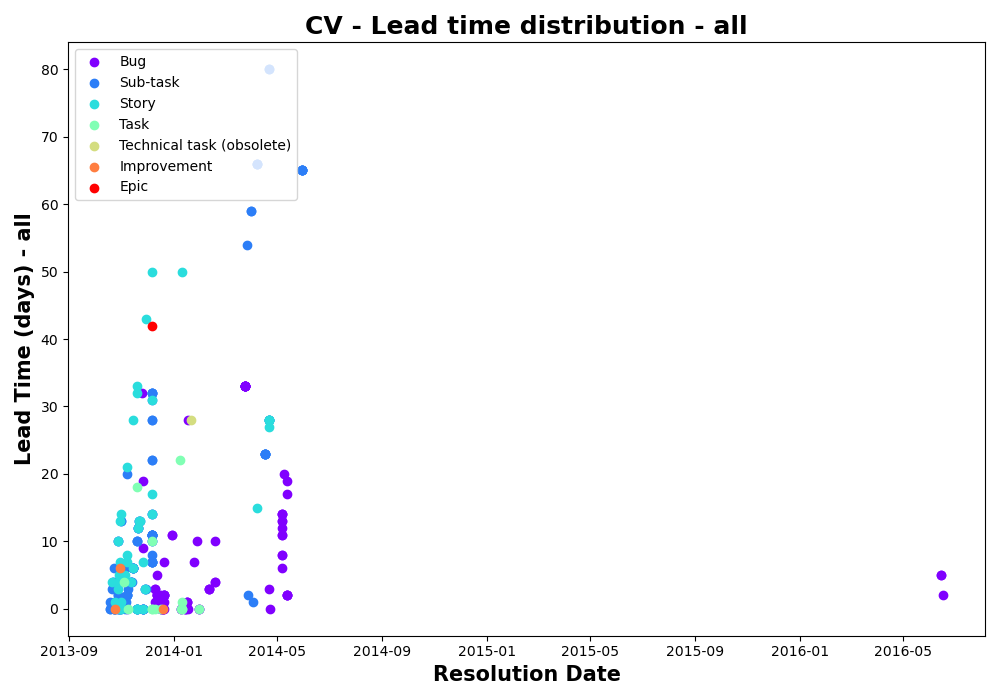 CV - Lead time distribution - all
Bug
Sub-task
Story
Task
Technical task (obsolete)
Improvement
Epic
80
70
60
50
40
30
20
10
0
Lead Time (days) - all
2013-09 2014-01 2014-05 2014-09 2015-01 2015-05 2015-09 2016-01 2016-05
Resolution Date